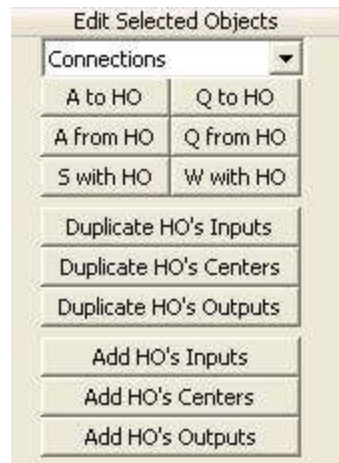 Edit Selected Objects
Connections
A to HO Q to HO
A from HO Q from HO
S with HO W with HO
Duplicate HO's Inputs
Duplicate HO's Centers
Duplicate HO's Outputs
Add HO's Inputs
Add HO's Centers
Add HO's Outputs